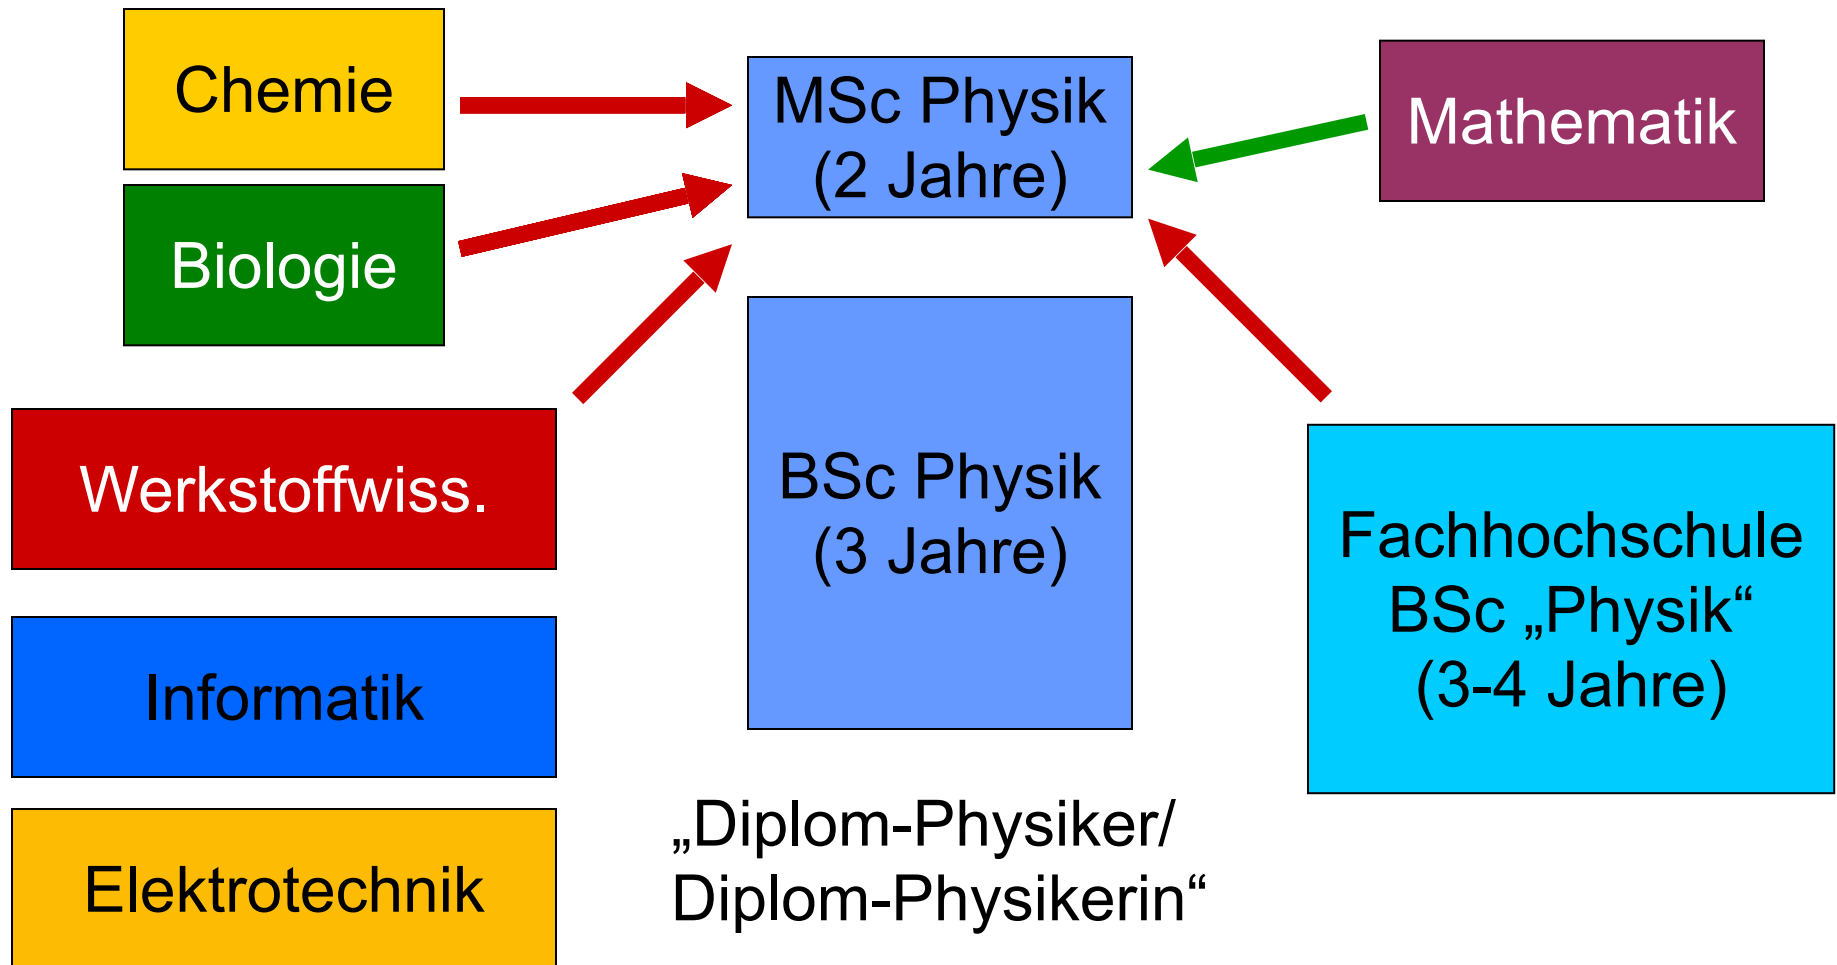 Chemie
Biologie
Werkstoffwiss.
Informatik
Elektrotechnik
MSc Physik
(2 Jahre)
BSc Physik
(3 Jahre)
„Diplom-Physiker/
Diplom-Physikerin“
Mathematik
Fachhochschule
BSc „Physik“
(3-4 Jahre)